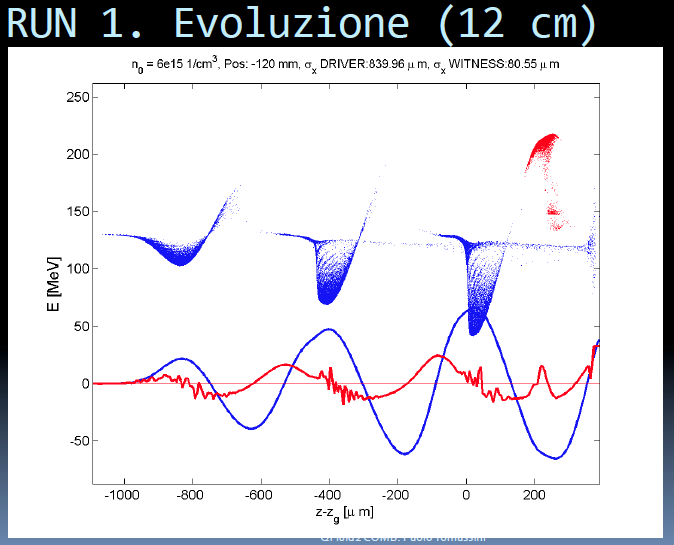 RUN 1. Evoluzione (12 cm)
n0 = 6e15 1/cm3, Pos: -120 mm, σx DRIVER:839.96 μ m, σx WITNESS:80.55 μ m
250
200
150
100
50
0
-50
E [MeV]
-1000 -800 -600 -400 -200 0 200
z-zg [μ m]